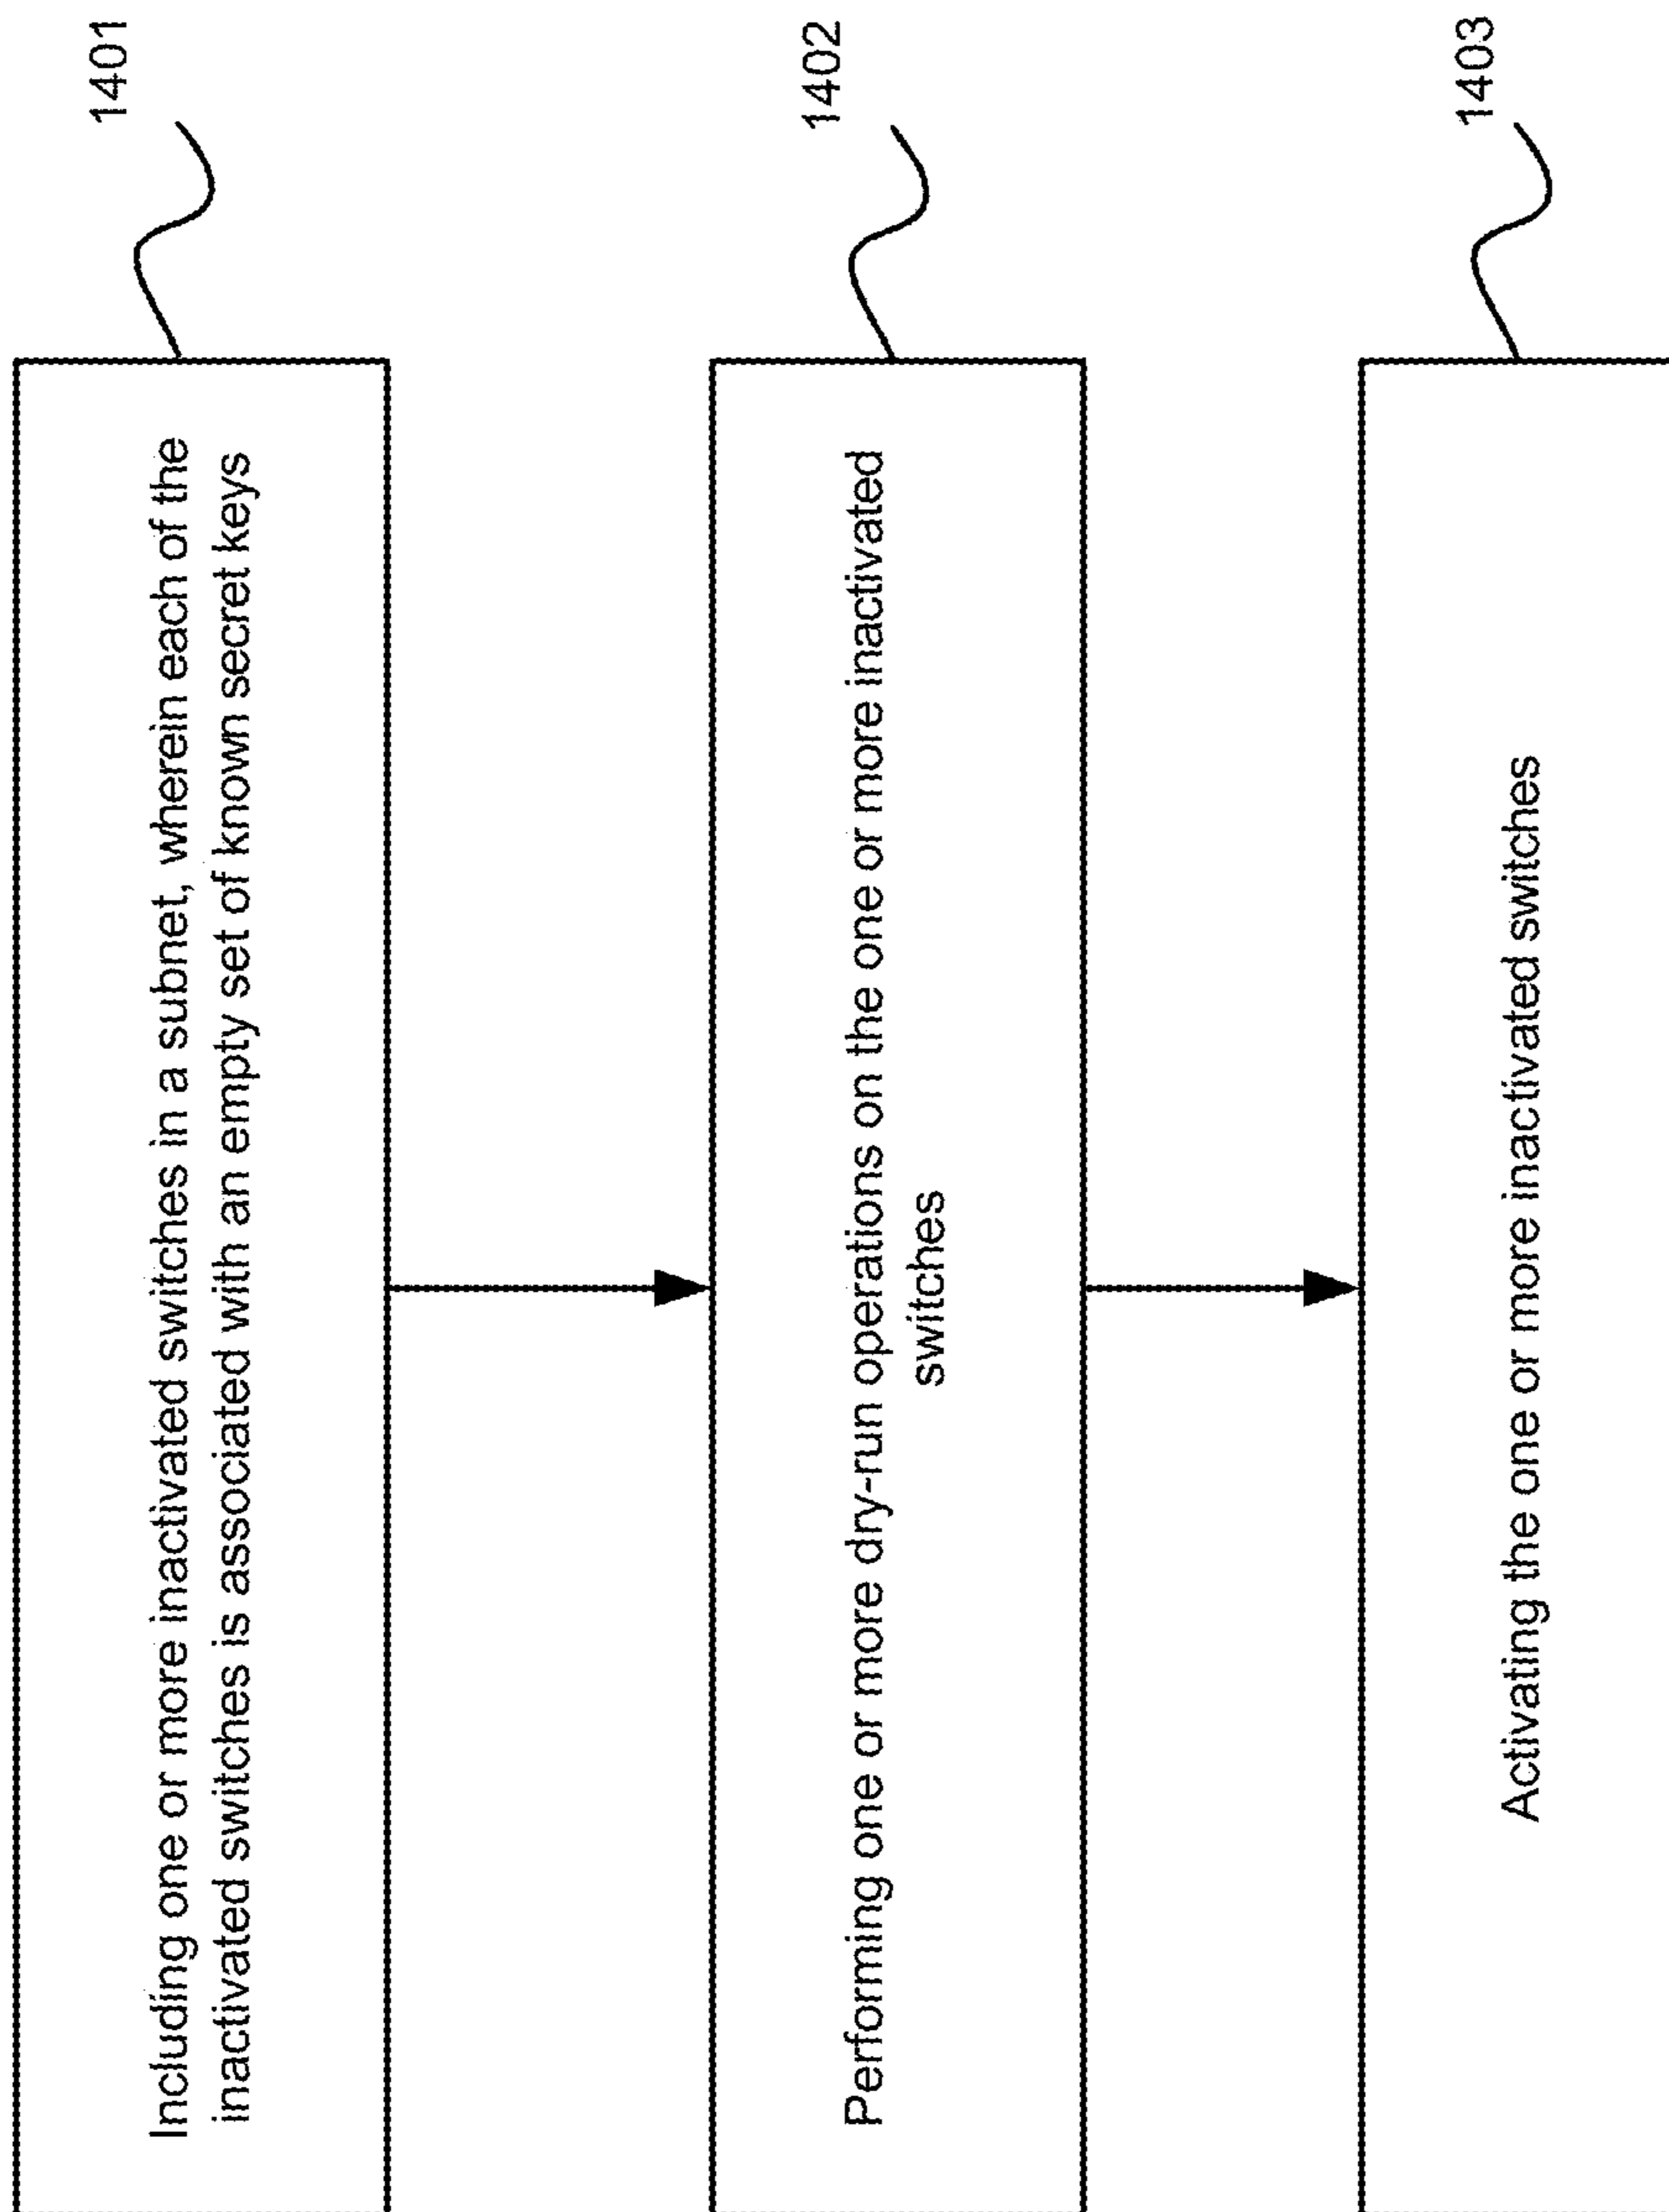 1401
Including one or more inactivated switches in a subnet, wherein each of the
inactivated switches is associated with an empty set of known secret keys
1402
Performing one or more dry-run operations on the one or more inactivated
switches
1403
Activating the one or more inactivated switches